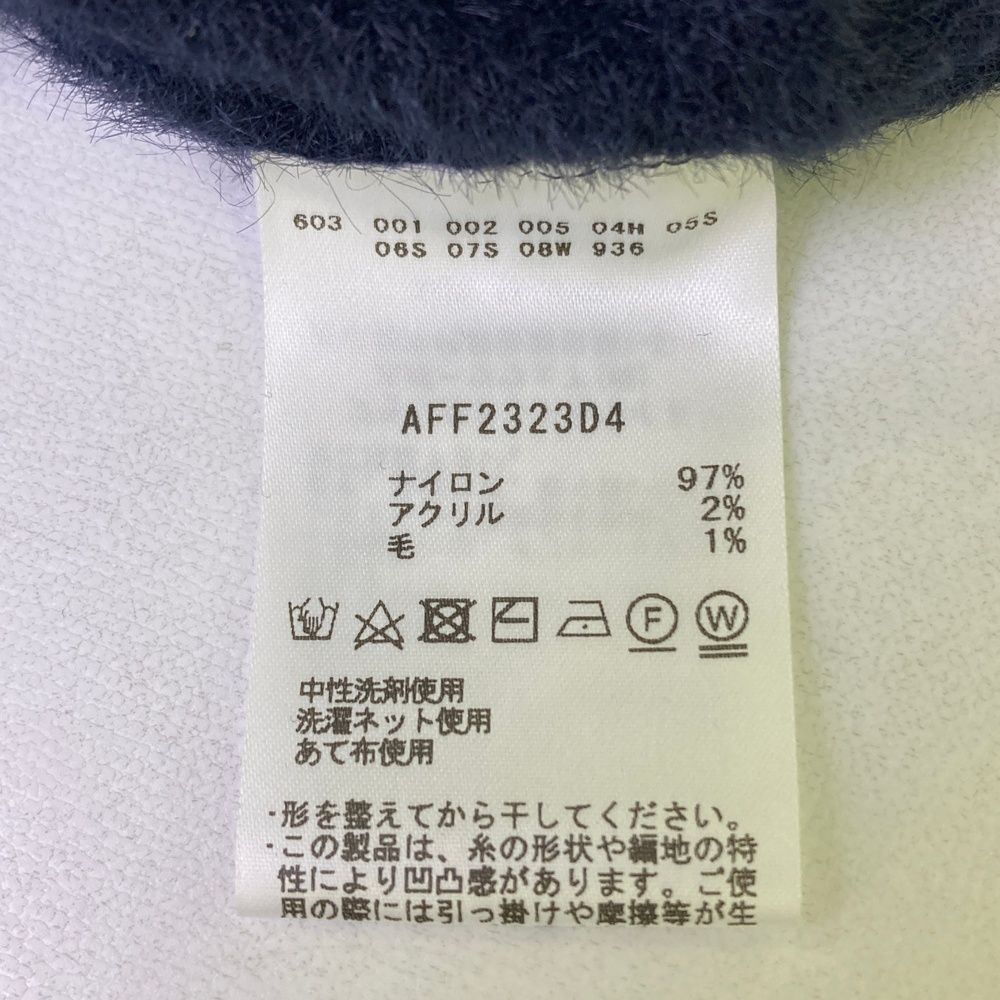 603 001 002 005 04H 05S
06S 07S 08W 936
AFF2323D4
ナイロン 97%
アクリル 2%
毛 1%
F W
中性洗剤使用
洗濯ネット使用
あて布使用
・形を整えてから干してください。
・この製品は、糸の形状や編地の特
性により凹凸感があります。ご使
用の際には引っ掛けや摩擦等が生